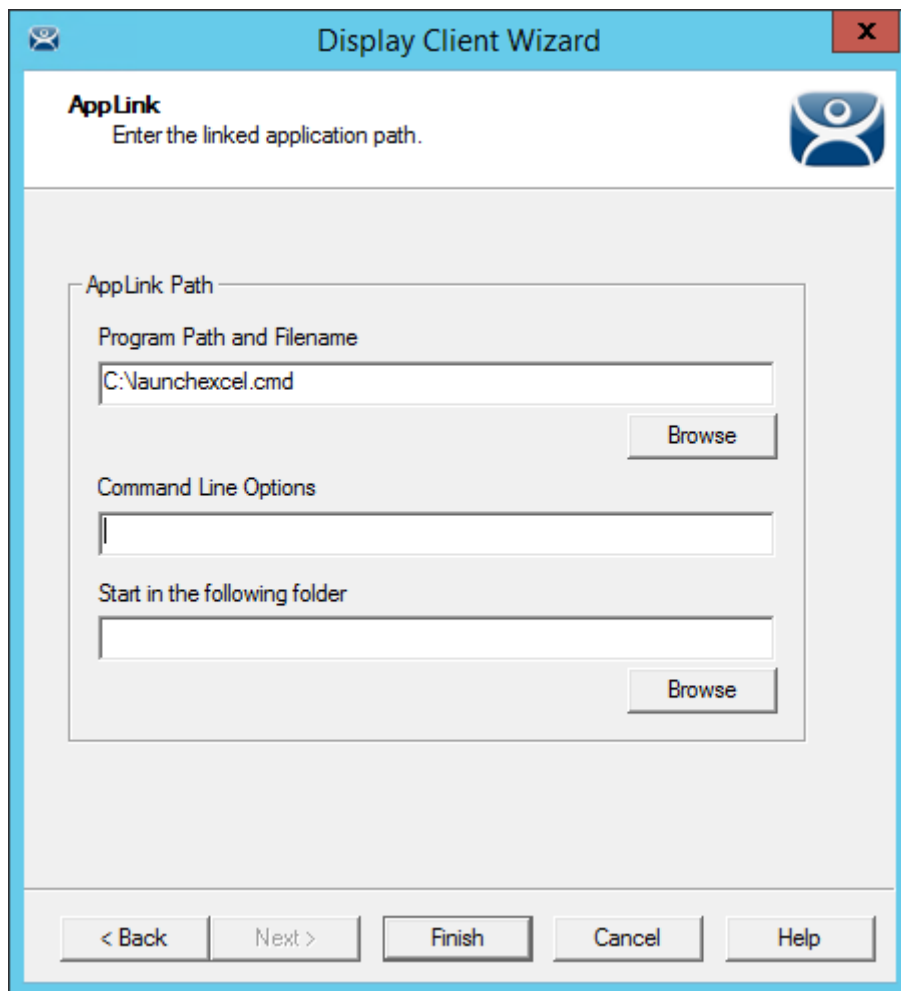 Display Client Wizard
x
AppLink
Enter the linked application path.
AppLink Path
Program Path and Filename
C:\launchexcel.cmd
Browse
Command Line Options
Start in the following folder
Browse
< Back Next > Finish Cancel Help